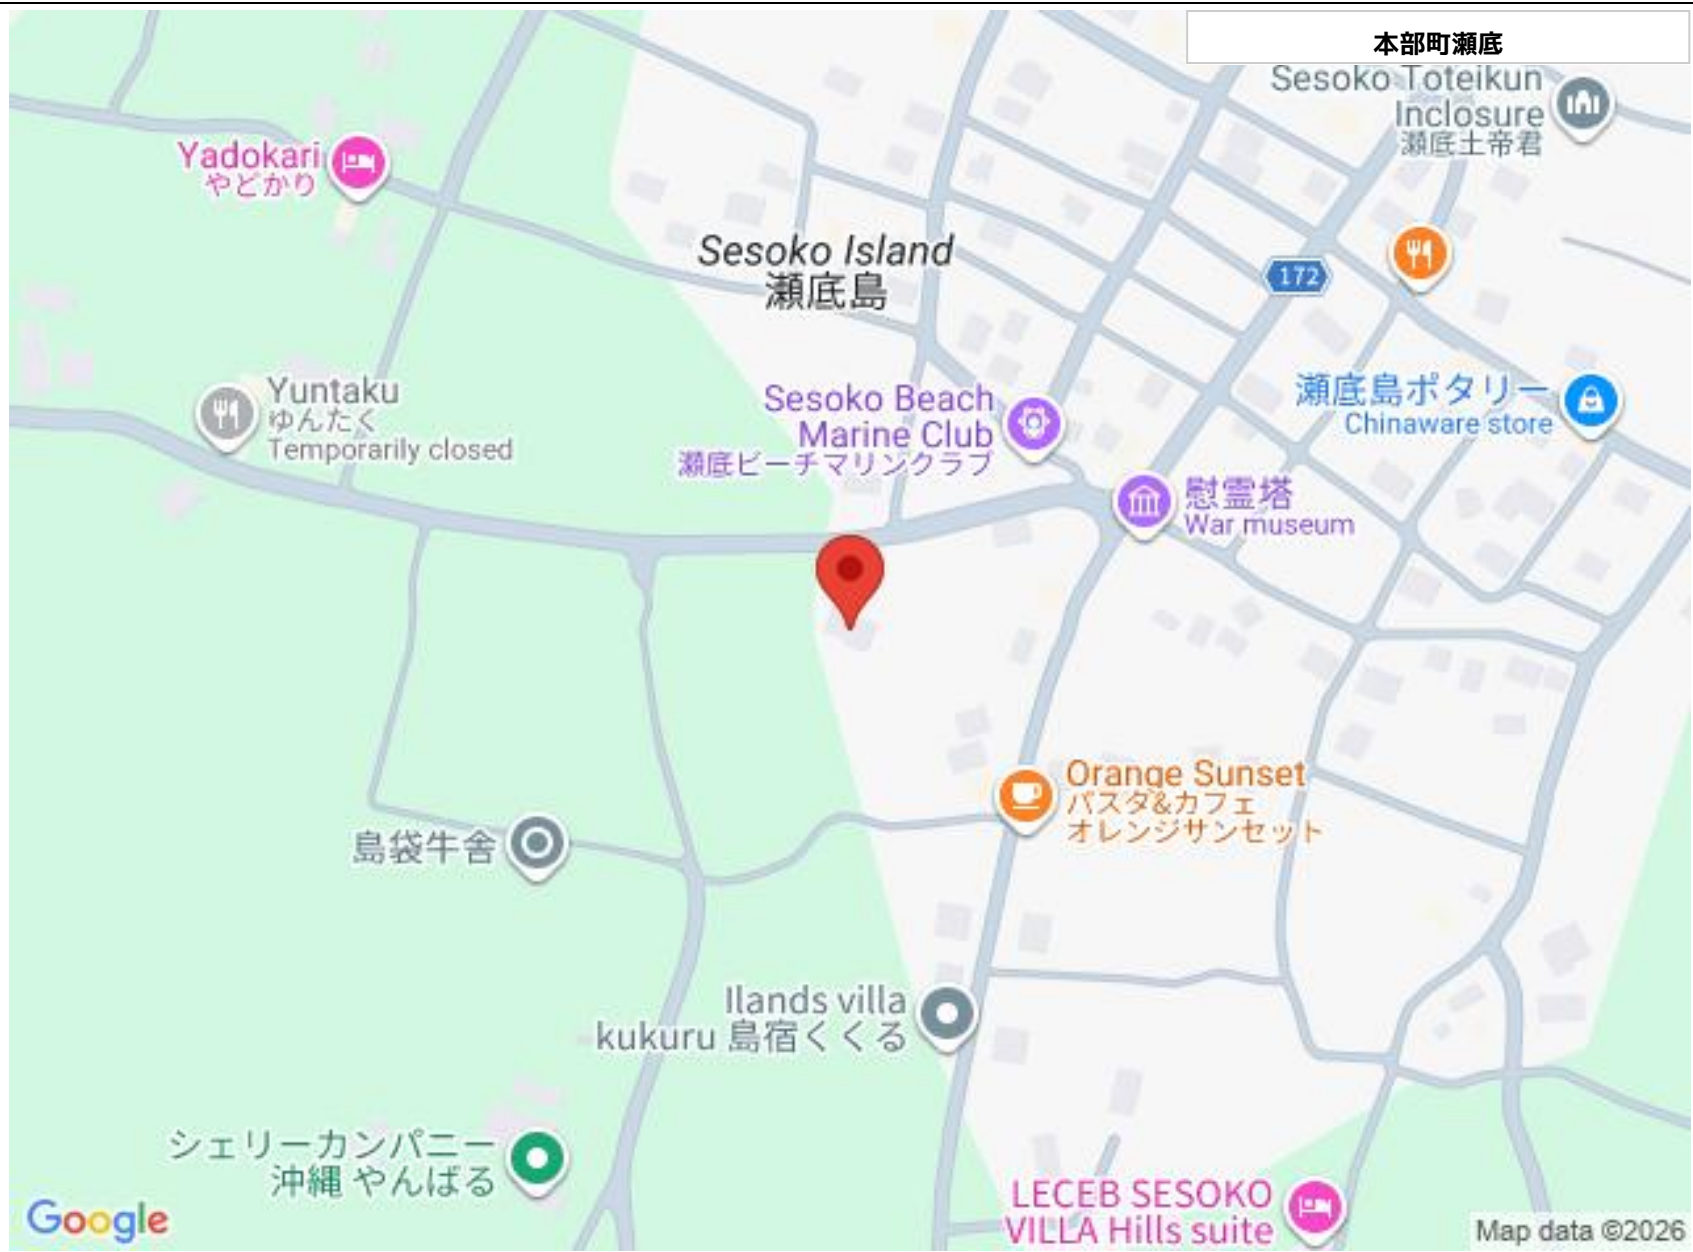 本部町瀬底
Sesoko Toteikun
Inclosure
瀬底土帝君
Yadokari
やどかり
Sesoko Island
瀬底島
172
Yuntaku
ゆんたく
Temporarily closed
Sesoko Beach
Marine Club
瀬底ビーチマリンクラブ
瀬底島ポタリー
Chinaware store
慰霊塔
War museum
Orange Sunset
パスタ&カフェ
オレンジサンセット
島袋牛舎
Ilands villa
kukuru 島宿くくる
シェリーカンパニー
沖縄 やんばる
LECEB SESOKO
VILLA Hills suite
Google
Map data ©2026